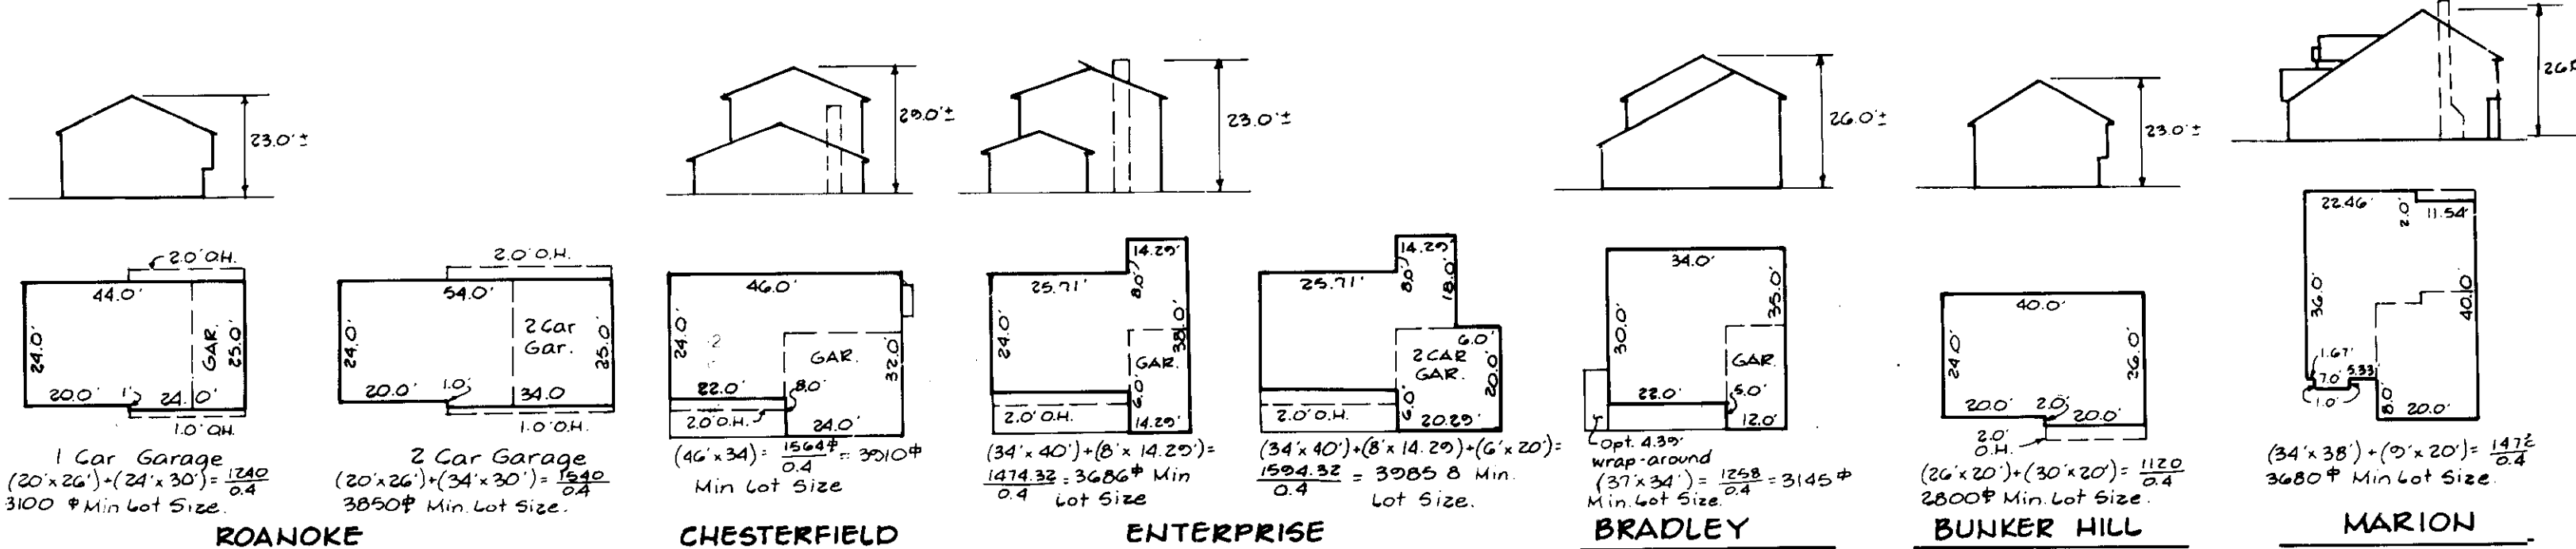 23.0'±
29.0'±
23.0'±
26.0'±
23.0'±
2.0' O.H.
44.0'
24.0'
GAR.
25.0'
20.0'
1'
24.0'
1.0' O.H.
1 Car Garage
(20'x26')+(24'x30')= 1240
0.4
3100 ⌽ Min Lot Size.
2.0' O.H.
54.0'
24.0'
2 Car
Gar.
25.0'
20.0'
1.0'
34.0
1.0' O.H.
2 Car Garage
(20'x26')+(34'x30')= 1540
0.4
3850⌽ Min. Lot Size.
ROANOKE
46.0'
24.0'
GAR.
32.0'
22.0'
8.0'
2.0' O.H.
24.0'
(46'x34)= 1564⌽ = 3910⌽
0.4
Min Lot Size
CHESTERFIELD
14.29'
25.71'
8.0'
24.0'
38.0'
GAR.
6.0'
2.0' O.H.
14.29'
(34'x40')+(8'x14.29')=
1474.32 = 3686⌽ Min
0.4
Lot Size
14.29'
25.71'
8.0'
18.0'
6.0'
2 CAR
GAR.
20.0'
6.0'
2.0' O.H.
20.29'
(34'x40')+(8'x14.29)+(6'x20')=
1594.32 = 3985 8 Min.
0.4
Lot Size.
ENTERPRISE
34.0'
30.0'
35.0'
GAR.
22.0'
5.0'
12.0'
Opt. 4.39'
wrap-around
(37'x34')= 1258 = 3145⌽
0.4
Min. Lot Size.
BRADLEY
40.0'
24.0'
26.0'
20.0'
2.0'
20.0'
2.0'
O.H.
(26'x20')+(30'x20')= 1120
0.4
2800⌽ Min. Lot Size.
BUNKER HILL
22.46'
2.0'
11.54'
36.0'
40.10'
1.67'
7.0'
5.33
1.0'
8.0'
20.0'
(34'x38')+(9'x20')= 1472
0.4
3680⌽ Min Lot Size.
MARION